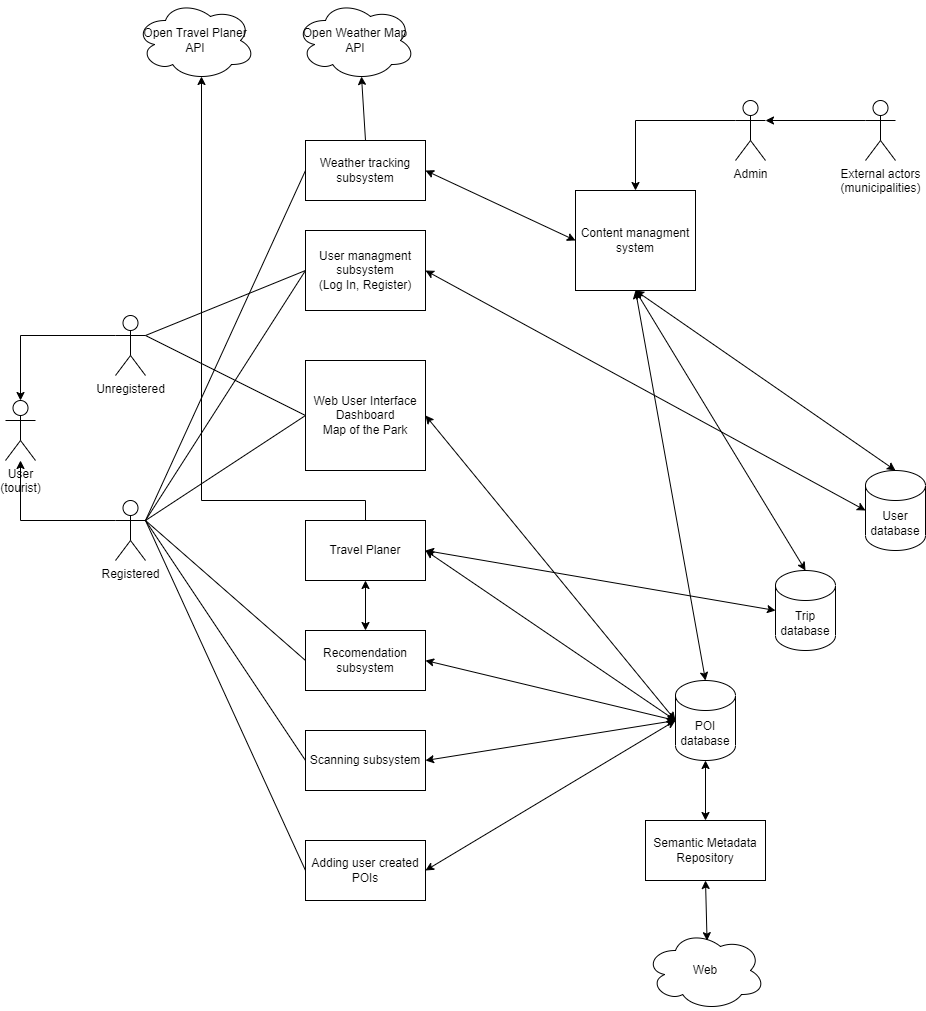 Open Travel Planer
API
Open Weather Map
API
Admin
External actors
(municipalities)
Weather tracking
subsystem
Content managment
system
User managment
subsystem
(Log In, Register)
Unregistered
Web User Interface
Dashboard
Map of the Park
User
(tourist)
User
database
Registered
Travel Planer
Trip
database
Recomendation
subsystem
POI
database
Scanning subsystem
Semantic Metadata
Repository
Adding user created
POIs
Web